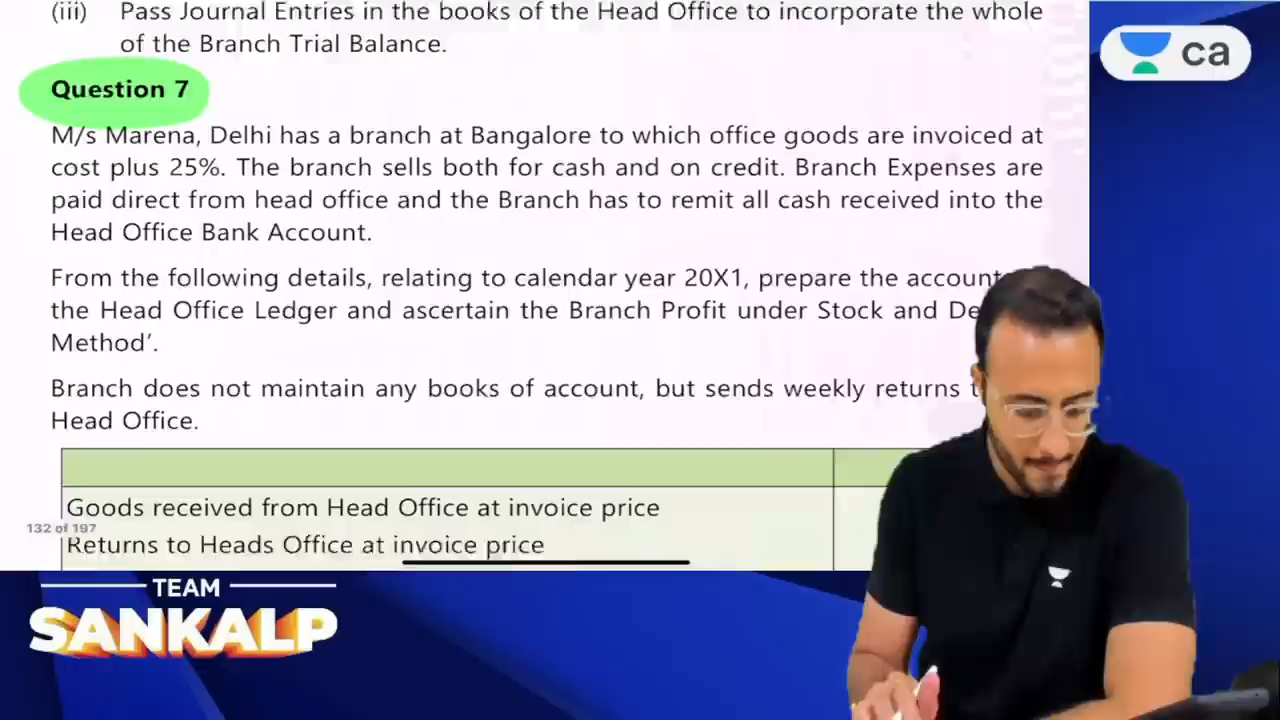 (iii) Pass Journal Entries in the books of the Head Office to incorporate the whole
of the Branch Trial Balance.
ca
Question 7
M/s Marena, Delhi has a branch at Bangalore to which office goods are invoiced at
cost plus 25%. The branch sells both for cash and on credit. Branch Expenses are
paid direct from head office and the Branch has to remit all cash received into the
Head Office Bank Account.
From the following details, relating to calendar year 20X1, prepare the account
the Head Office Ledger and ascertain the Branch Profit under Stock and De
Method’.
Branch does not maintain any books of account, but sends weekly returns
Head Office.
Goods received from Head Office at invoice price
132 of 197
Returns to Heads Office at invoice price
TEAM
SANKALP